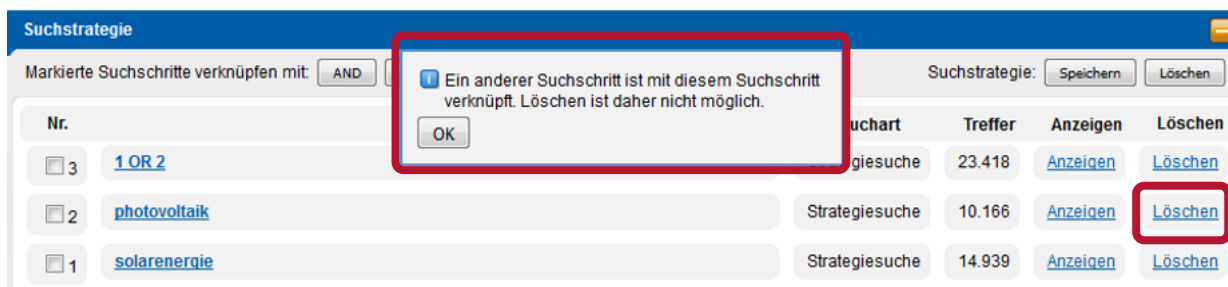 Suchstrategie
Markierte Suchschritte verknüpfen mit: AND
Suchstrategie: Speichern Löschen
Ein anderer Suchschritt ist mit diesem Suchschritt
verknüpft. Löschen ist daher nicht möglich.
OK
Nr. uchart Treffer Anzeigen Löschen
3 1 OR 2 giesuche 23.418 Anzeigen Löschen
2 photovoltaik Strategiesuche 10.166 Anzeigen Löschen
1 solarenergie Strategiesuche 14.939 Anzeigen Löschen